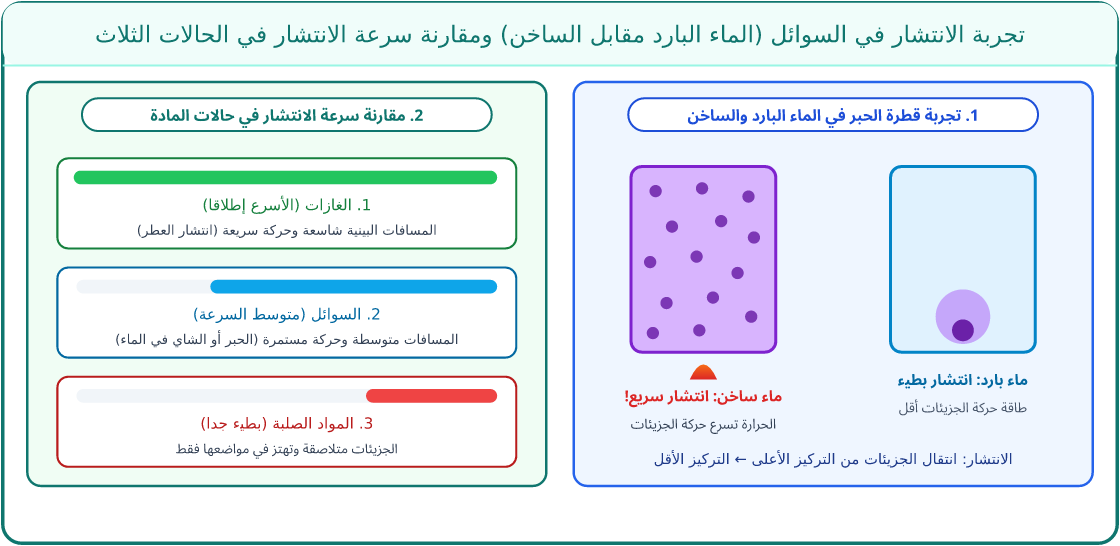 تجربة الانتشار في السوائل (الماء البارد مقابل الساخن) ومقارنة سرعة الانتشار في الحالات الثلاث
1. تجربة قطرة الحبر في الماء البارد والساخن
ماء بارد: انتشار بطيء
طاقة حركة الجزيئات أقل
ماء ساخن: انتشار سريع!
الحرارة تسرع حركة الجزيئات
الانتشار: انتقال الجزيئات من التركيز الأعلى ← التركيز الأقل
2. مقارنة سرعة الانتشار في حالات المادة
1. الغازات (الأسرع إطلاقا)
المسافات البينية شاسعة وحركة سريعة (انتشار العطر)
2. السوائل (متوسط السرعة)
المسافات متوسطة وحركة مستمرة (الحبر أو الشاي في الماء)
3. المواد الصلبة (بطيء جدا)
الجزيئات متلاصقة وتهتز في مواضعها فقط